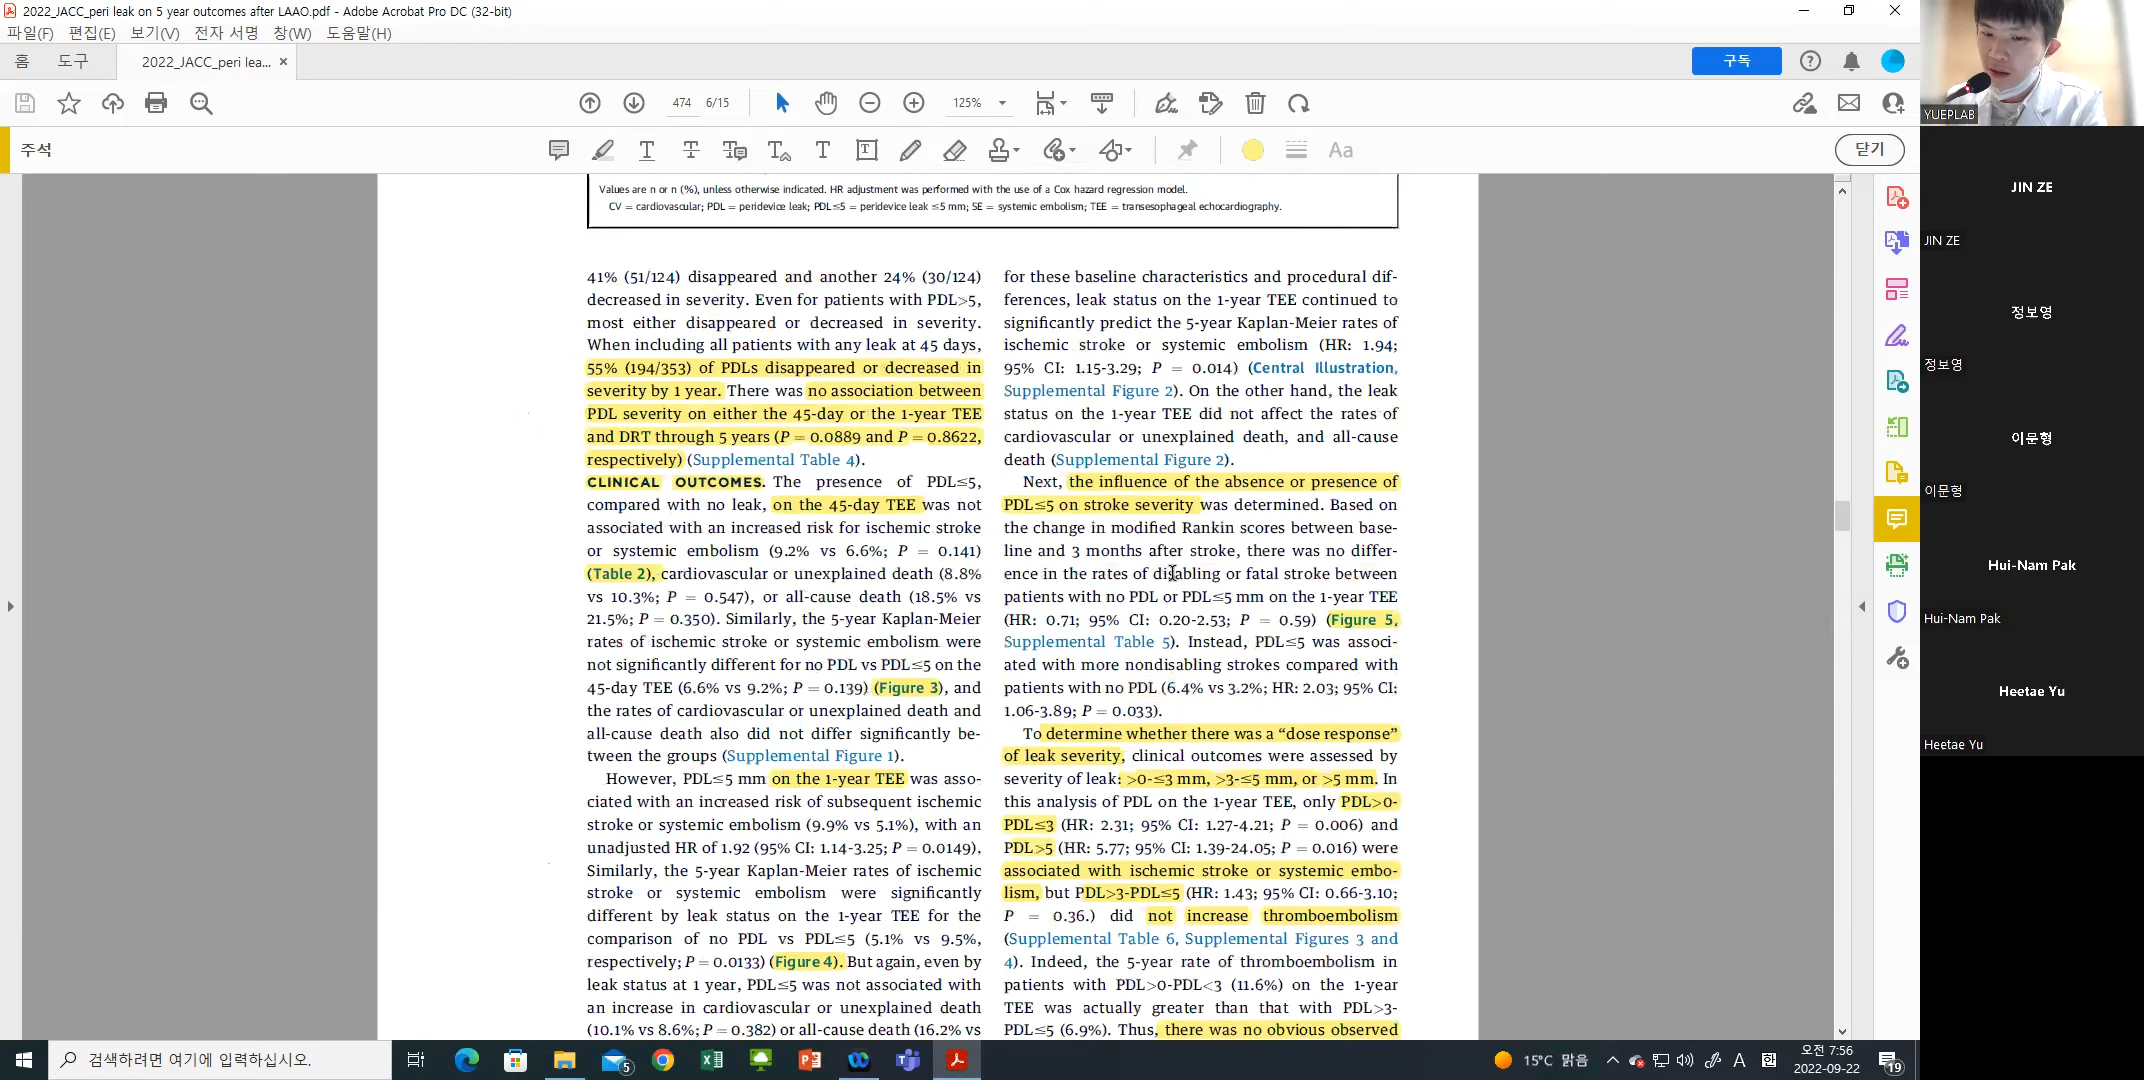 2022_JACC_peri leak on 5 year outcomes after LAAO.pdf - Adobe Acrobat Pro DC (32-bit)
파일(F) 편집(E) 보기(V) 전자 서명 창(W) 도움말(H)
홈 도구 2022_JACC_peri lea... × 구독
474 6/15 125%
주석 Aa 닫기
Values are n or n (%), unless otherwise indicated. HR adjustment was performed with the use of a Cox hazard regression model.
CV = cardiovascular; PDL = peridevice leak; PDL≤5 = peridevice leak ≤5 mm; SE = systemic embolism; TEE = transesophageal echocardiography.
41% (51/124) disappeared and another 24% (30/124)
decreased in severity. Even for patients with PDL>5,
most either disappeared or decreased in severity.
When including all patients with any leak at 45 days,
55% (194/353) of PDLs disappeared or decreased in
severity by 1 year. There was no association between
PDL severity on either the 45-day or the 1-year TEE
and DRT through 5 years (P = 0.0889 and P = 0.8622,
respectively) (Supplemental Table 4).
CLINICAL OUTCOMES. The presence of PDL≤5,
compared with no leak, on the 45-day TEE was not
associated with an increased risk for ischemic stroke
or systemic embolism (9.2% vs 6.6%; P = 0.141)
(Table 2), cardiovascular or unexplained death (8.8%
vs 10.3%; P = 0.547), or all-cause death (18.5% vs
21.5%; P = 0.350). Similarly, the 5-year Kaplan-Meier
rates of ischemic stroke or systemic embolism were
not significantly different for no PDL vs PDL≤5 on the
45-day TEE (6.6% vs 9.2%; P = 0.139) (Figure 3), and
the rates of cardiovascular or unexplained death and
all-cause death also did not differ significantly be-
tween the groups (Supplemental Figure 1).
However, PDL≤5 mm on the 1-year TEE was asso-
ciated with an increased risk of subsequent ischemic
stroke or systemic embolism (9.9% vs 5.1%), with an
unadjusted HR of 1.92 (95% CI: 1.14-3.25; P = 0.0149).
Similarly, the 5-year Kaplan-Meier rates of ischemic
stroke or systemic embolism were significantly
different by leak status on the 1-year TEE for the
comparison of no PDL vs PDL≤5 (5.1% vs 9.5%,
respectively; P = 0.0133) (Figure 4). But again, even by
leak status at 1 year, PDL≤5 was not associated with
an increase in cardiovascular or unexplained death
(10.1% vs 8.6%; P = 0.382) or all-cause death (16.2% vs
for these baseline characteristics and procedural dif-
ferences, leak status on the 1-year TEE continued to
significantly predict the 5-year Kaplan-Meier rates of
ischemic stroke or systemic embolism (HR: 1.94;
95% CI: 1.15-3.29; P = 0.014) (Central Illustration,
Supplemental Figure 2). On the other hand, the leak
status on the 1-year TEE did not affect the rates of
cardiovascular or unexplained death, and all-cause
death (Supplemental Figure 2).
Next, the influence of the absence or presence of
PDL≤5 on stroke severity was determined. Based on
the change in modified Rankin scores between base-
line and 3 months after stroke, there was no differ-
ence in the rates of disabling or fatal stroke between
patients with no PDL or PDL≤5 mm on the 1-year TEE
(HR: 0.71; 95% CI: 0.20-2.53; P = 0.59) (Figure 5,
Supplemental Table 5). Instead, PDL≤5 was associ-
ated with more nondisabling strokes compared with
patients with no PDL (6.4% vs 3.2%; HR: 2.03; 95% CI:
1.06-3.89; P = 0.033).
To determine whether there was a “dose response”
of leak severity, clinical outcomes were assessed by
severity of leak: >0-≤3 mm, >3-≤5 mm, or >5 mm. In
this analysis of PDL on the 1-year TEE, only PDL>0-
PDL≤3 (HR: 2.31; 95% CI: 1.27-4.21; P = 0.006) and
PDL>5 (HR: 5.77; 95% CI: 1.39-24.05; P = 0.016) were
associated with ischemic stroke or systemic embo-
lism, but PDL>3-PDL≤5 (HR: 1.43; 95% CI: 0.66-3.10;
P = 0.36.) did not increase thromboembolism
(Supplemental Table 6, Supplemental Figures 3 and
4). Indeed, the 5-year rate of thromboembolism in
patients with PDL>0-PDL<3 (11.6%) on the 1-year
TEE was actually greater than that with PDL>3-
PDL≤5 (6.9%). Thus, there was no obvious observed
YUEPLAB
JIN ZE
JIN ZE
정보영
정보영
이문형
이문형
Hui-Nam Pak
Hui-Nam Pak
Heetae Yu
Heetae Yu
검색하려면 여기에 입력하십시오. 5 15°C 맑음 A 한 오전 7:56
2022-09-22 19